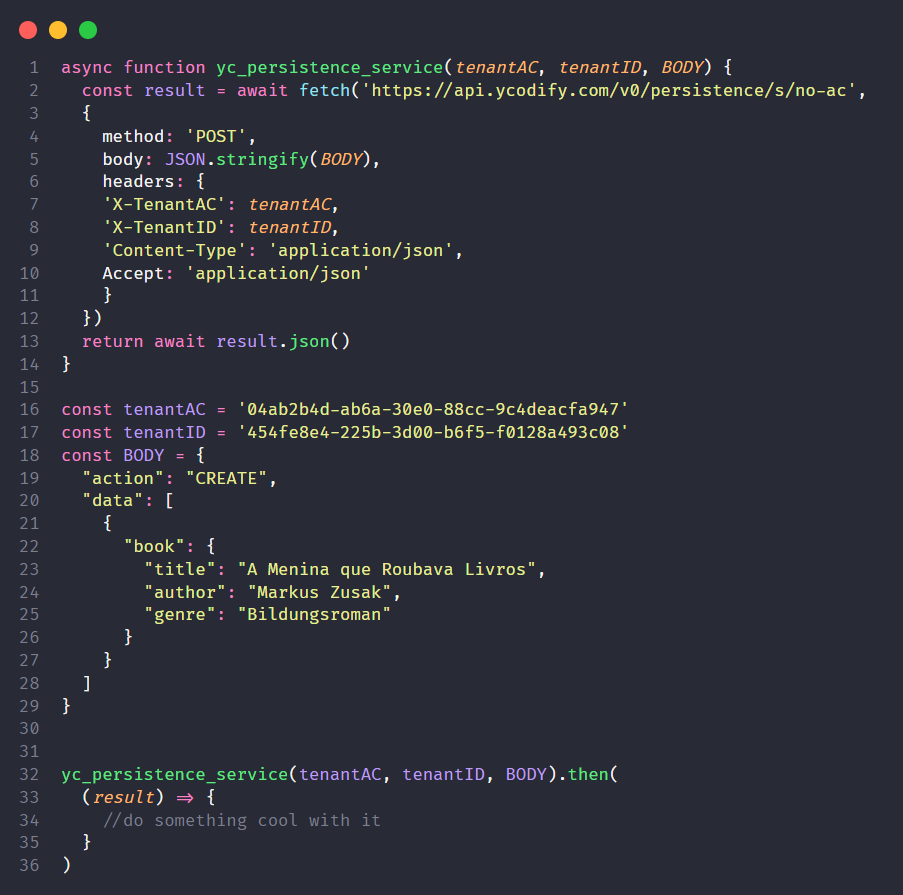 1 async function yc_persistence_service(tenantAC, tenantID, BODY) {
2   const result = await fetch('https://api.ycodify.com/v0/persistence/s/no-ac',
3   {
4     method: 'POST',
5     body: JSON.stringify(BODY),
6     headers: {
7     'X-TenantAC': tenantAC,
8     'X-TenantID': tenantID,
9     'Content-Type': 'application/json',
10     Accept: 'application/json'
11     }
12   })
13   return await result.json()
14 }
15
16 const tenantAC = '04ab2b4d-ab6a-30e0-88cc-9c4deacfa947'
17 const tenantID = '454fe8e4-225b-3d00-b6f5-f0128a493c08'
18 const BODY = {
19   "action": "CREATE",
20   "data": [
21     {
22       "book": {
23         "title": "A Menina que Roubava Livros",
24         "author": "Markus Zusak",
25         "genre": "Bildungsroman"
26       }
27     }
28   ]
29 }
30
31
32 yc_persistence_service(tenantAC, tenantID, BODY).then(
33   (result) => {
34     //do something cool with it
35   }
36 )